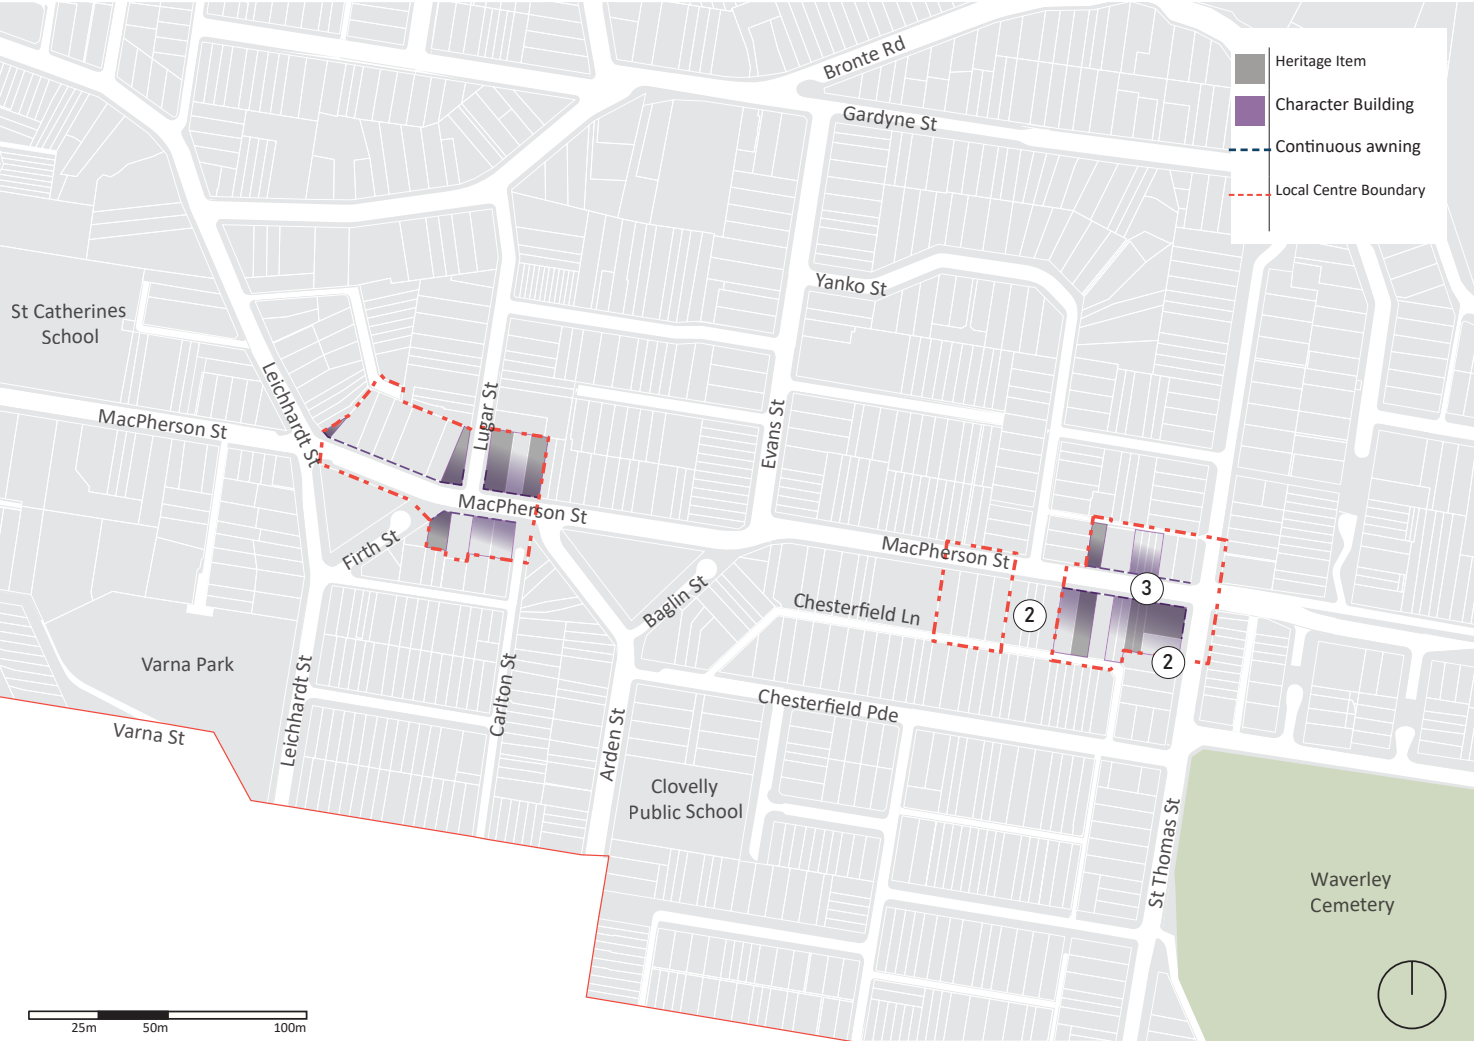 Bronte Rd
Heritage Item
Character Building
Gardyne St
Continuous awning
Local Centre Boundary
Yanko St
St Catherines
School
Leichhardt St
Lugar St
MacPherson St
Evans St
MacPherson St
Firth St
MacPherson St
Baglin St
Chesterfield Ln
3
2
2
Varna Park
Leichhardt St
Carlton St
Chesterfield Pde
Varna St
Arden St
Clovelly
Public School
St Thomas St
Waverley
Cemetery
25m
50m
100m